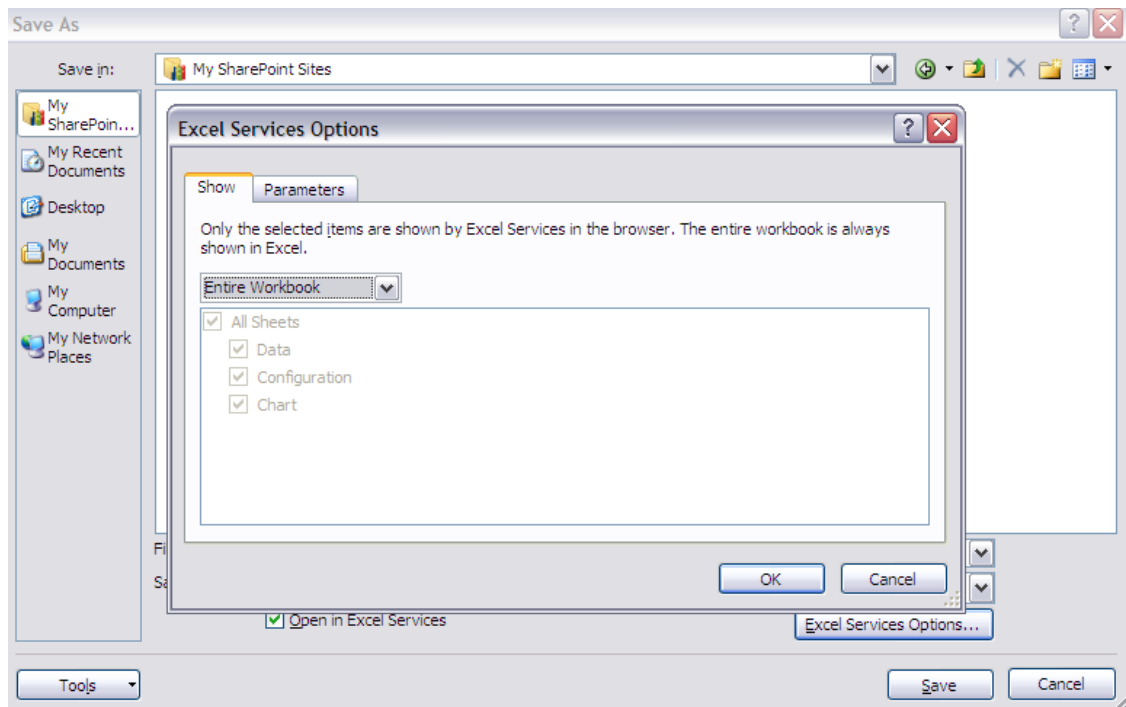 Save As
Save in:
My SharePoint Sites
My
SharePoin...
My Recent
Documents
Desktop
My
Documents
My
Computer
My Network
Places
Excel Services Options
Show
Parameters
Only the selected items are shown by Excel Services in the browser. The entire workbook is always
shown in Excel.
Entire Workbook
All Sheets
Data
Configuration
Chart
OK
Cancel
Fi
Sa
Open in Excel Services
Excel Services Options...
Tools
Save
Cancel